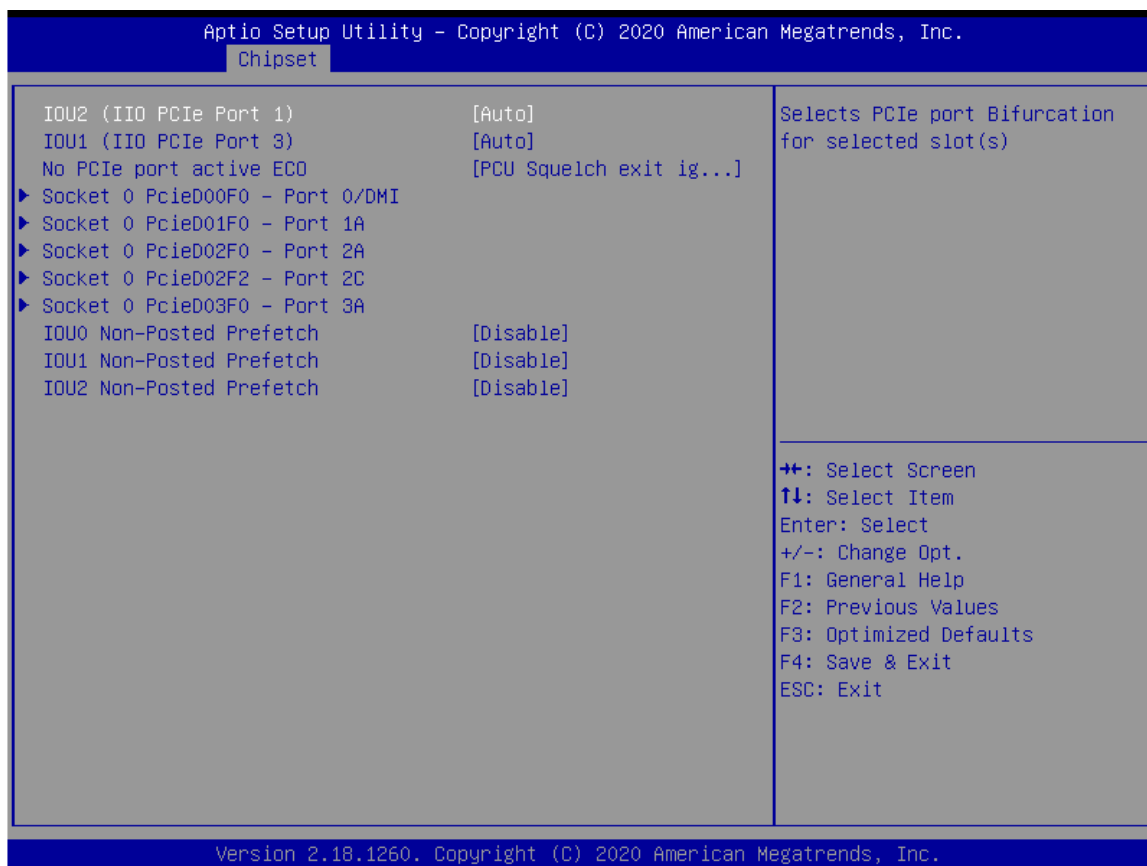 Aptio Setup Utility – Copyright (C) 2020 American Megatrends, Inc.
Chipset
IOU2 (IIO PCIe Port 1) [Auto]
IOU1 (IIO PCIe Port 3) [Auto]
No PCIe port active ECO [PCU Squelch exit ig...]
▶ Socket 0 PcieD00F0 – Port 0/DMI
▶ Socket 0 PcieD01F0 – Port 1A
▶ Socket 0 PcieD02F0 – Port 2A
▶ Socket 0 PcieD02F2 – Port 2C
▶ Socket 0 PcieD03F0 – Port 3A
IOU0 Non-Posted Prefetch [Disable]
IOU1 Non-Posted Prefetch [Disable]
IOU2 Non-Posted Prefetch [Disable]
Selects PCIe port Bifurcation
for selected slot(s)
→←: Select Screen
↑↓: Select Item
Enter: Select
+/-: Change Opt.
F1: General Help
F2: Previous Values
F3: Optimized Defaults
F4: Save & Exit
ESC: Exit
Version 2.18.1260. Copyright (C) 2020 American Megatrends, Inc.